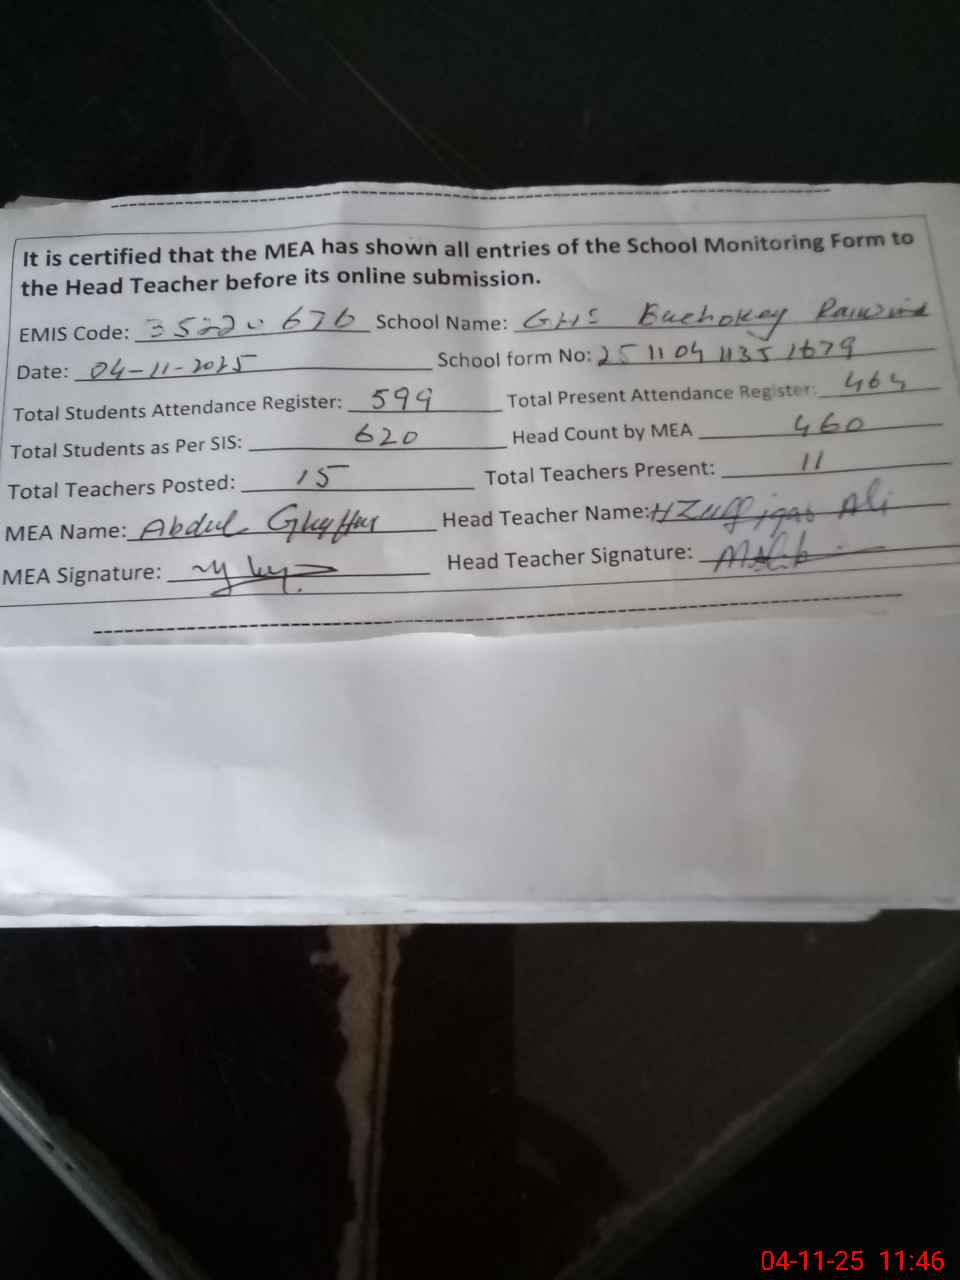 It is certified that the MEA has shown all entries of the School Monitoring Form to
the Head Teacher before its online submission.
EMIS Code: 35220676 School Name: GHS Raiwind
Date: 04-11-2025 School form No: 251104 1135 1679
Total Students Attendance Register: 599 Total Present Attendance Register: 464
Total Students as Per SIS: 620 Head Count by MEA 460
Total Teachers Posted: 15 Total Teachers Present: 11
MEA Name: Abdul Ghaffar Head Teacher Name: Ali
MEA Signature: Head Teacher Signature:
04-11-25 11:46